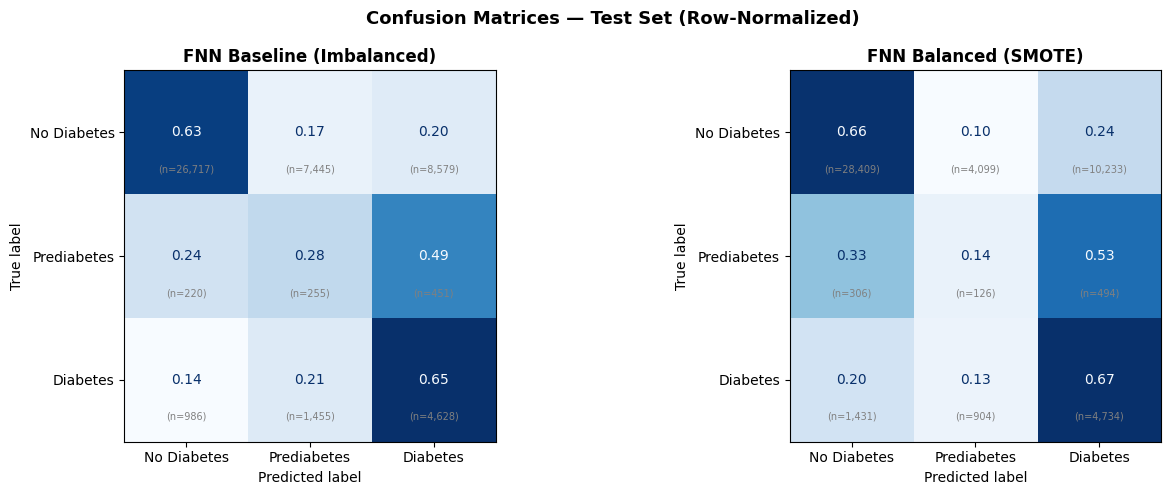 Confusion Matrices — Test Set (Row-Normalized)
FNN Baseline (Imbalanced)
True label
No Diabetes
0.63 0.17 0.20
(n=26,717) (n=7,445) (n=8,579)
Prediabetes
0.24 0.28 0.49
(n=220) (n=255) (n=451)
Diabetes
0.14 0.21 0.65
(n=986) (n=1,455) (n=4,628)
No Diabetes Prediabetes Diabetes
Predicted label
FNN Balanced (SMOTE)
True label
No Diabetes
0.66 0.10 0.24
(n=28,409) (n=4,099) (n=10,233)
Prediabetes
0.33 0.14 0.53
(n=306) (n=126) (n=494)
Diabetes
0.20 0.13 0.67
(n=1,431) (n=904) (n=4,734)
No Diabetes Prediabetes Diabetes
Predicted label